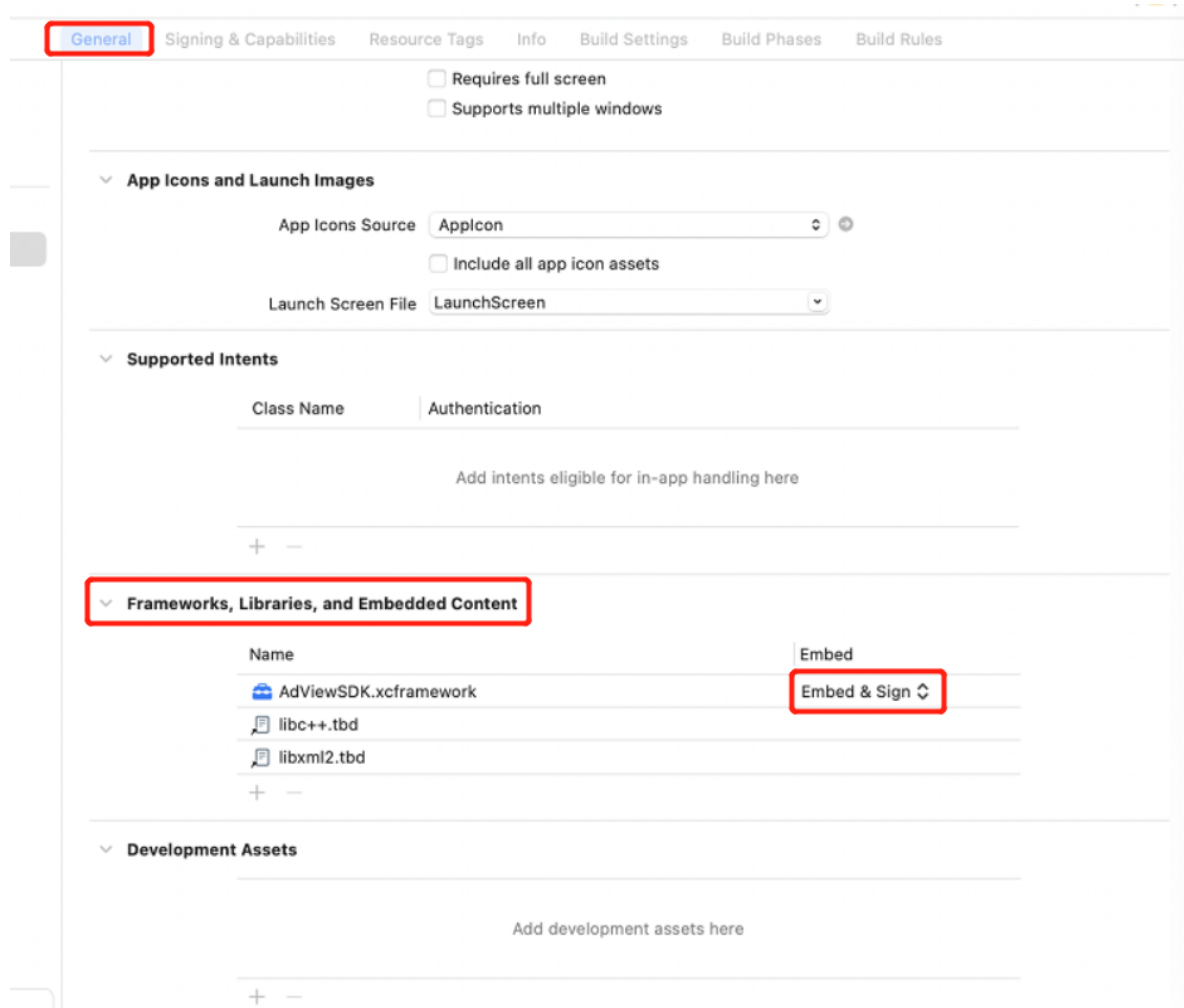 General Signing & Capabilities Resource Tags Info Build Settings Build Phases Build Rules
Requires full screen
Supports multiple windows
App Icons and Launch Images
App Icons Source AppIcon
Include all app icon assets
Launch Screen File LaunchScreen
Supported Intents
Class Name Authentication
Add intents eligible for in-app handling here
Frameworks, Libraries, and Embedded Content
Name Embed
AdViewSDK.xcframework Embed & Sign
libc++.tbd
libxml2.tbd
Development Assets
Add development assets here